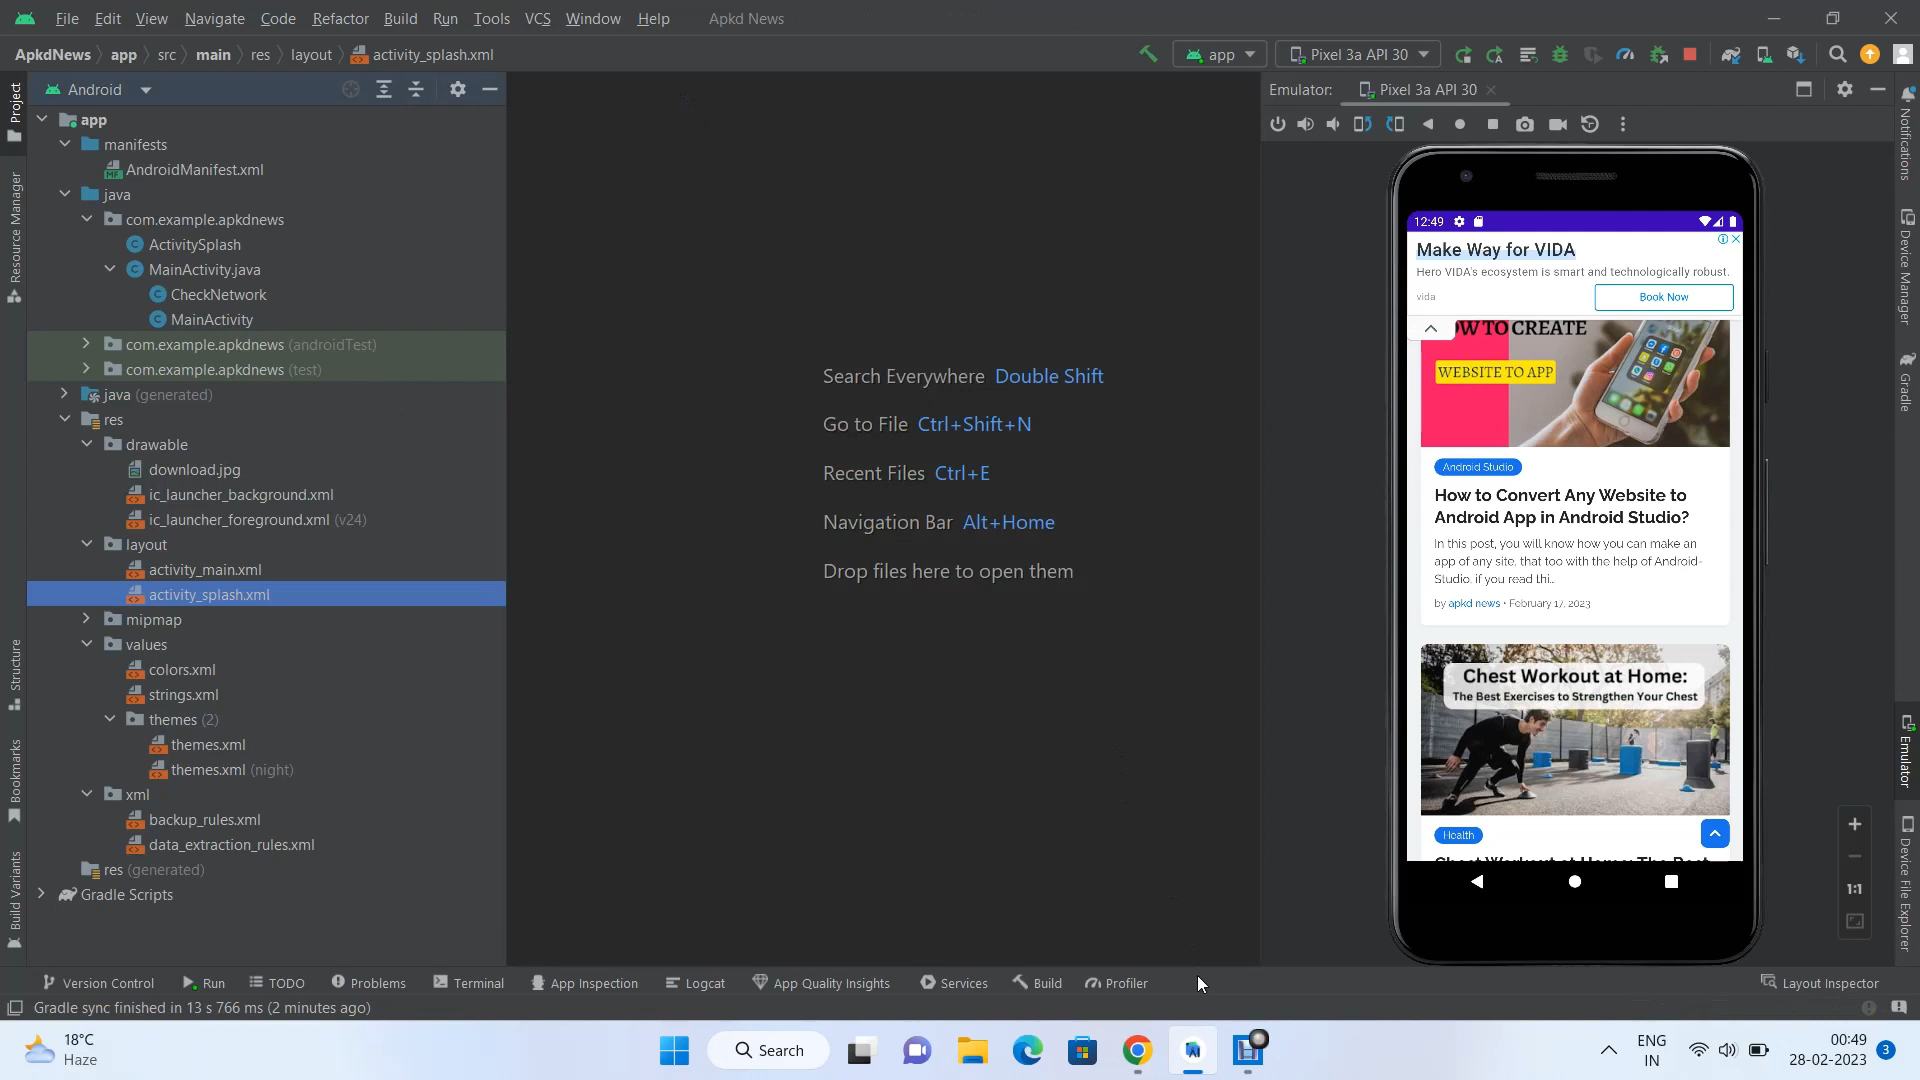 File Edit View Navigate Code Refactor Build Run Tools VCS Window Help Apkd News
ApkdNews app src main res layout activity_splash.xml app Pixel 3a API 30
Project
Resource Manager
Structure
Bookmarks
Build Variants
Android
app
manifests
AndroidManifest.xml
java
com.example.apkdnews
ActivitySplash
MainActivity.java
CheckNetwork
MainActivity
com.example.apkdnews (androidTest)
com.example.apkdnews (test)
java (generated)
res
drawable
download.jpg
ic_launcher_background.xml
ic_launcher_foreground.xml (v24)
layout
activity_main.xml
activity_splash.xml
mipmap
values
colors.xml
strings.xml
themes (2)
themes.xml
themes.xml (night)
xml
backup_rules.xml
data_extraction_rules.xml
res (generated)
Gradle Scripts
Search Everywhere Double Shift
Go to File Ctrl+Shift+N
Recent Files Ctrl+E
Navigation Bar Alt+Home
Drop files here to open them
Emulator: Pixel 3a API 30
12:49
Make Way for VIDA
Hero VIDA's ecosystem is smart and technologically robust.
vida Book Now
OW TO CREATE
WEBSITE TO APP
Android Studio
How to Convert Any Website to
Android App in Android Studio?
In this post, you will know how you can make an
app of any site, that too with the help of Android-
Studio, if you read thi...
by apkd news • February 17, 2023
Chest Workout at Home:
The Best Exercises to Strengthen Your Chest
Health
Chest Workout at Home: The Best
1:1
Notifications
Device Manager
Gradle
Emulator
Device File Explorer
Version Control Run TODO Problems Terminal App Inspection Logcat App Quality Insights Services Build Profiler Layout Inspector
Gradle sync finished in 13 s 766 ms (2 minutes ago)
18°C
Haze
Search
ENG
IN
00:49
28-02-2023
3